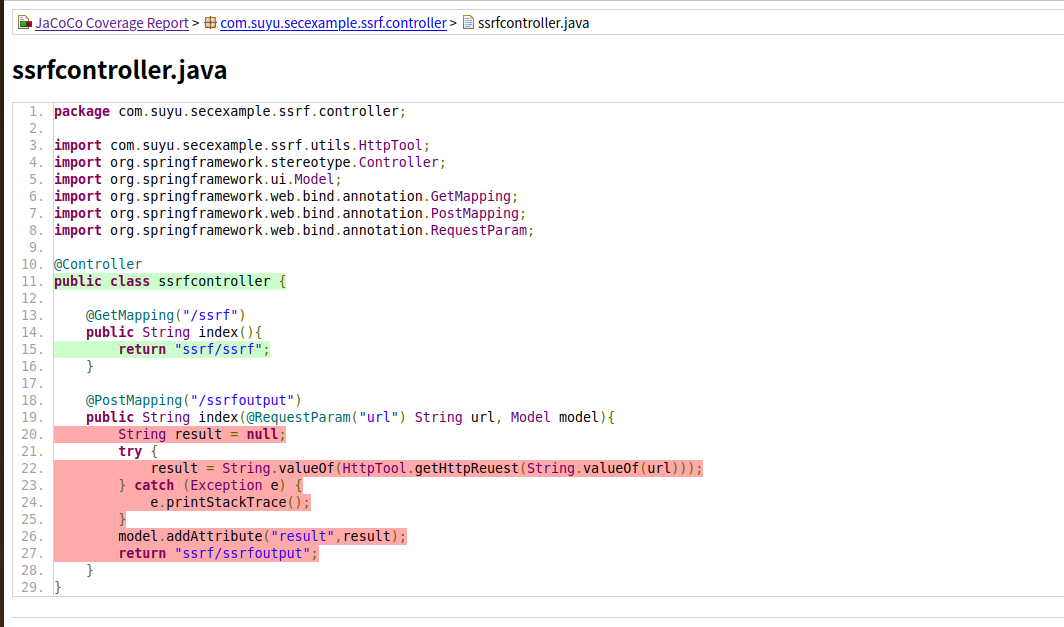 JaCoCo Coverage Report > com.suyu.secexample.ssrf.controller > ssrfcontroller.java
ssrfcontroller.java
1. package com.suyu.secexample.ssrf.controller;
2.
3. import com.suyu.secexample.ssrf.utils.HttpTool;
4. import org.springframework.stereotype.Controller;
5. import org.springframework.ui.Model;
6. import org.springframework.web.bind.annotation.GetMapping;
7. import org.springframework.web.bind.annotation.PostMapping;
8. import org.springframework.web.bind.annotation.RequestParam;
9.
10. @Controller
11. public class ssrfcontroller {
12.
13.     @GetMapping("/ssrf")
14.     public String index(){
15.         return "ssrf/ssrf";
16.     }
17.
18.     @PostMapping("/ssrfoutput")
19.     public String index(@RequestParam("url") String url, Model model){
20.         String result = null;
21.         try {
22.             result = String.valueOf(HttpTool.getHttpReuest(String.valueOf(url)));
23.         } catch (Exception e) {
24.             e.printStackTrace();
25.         }
26.         model.addAttribute("result",result);
27.         return "ssrf/ssrfoutput";
28.     }
29. }